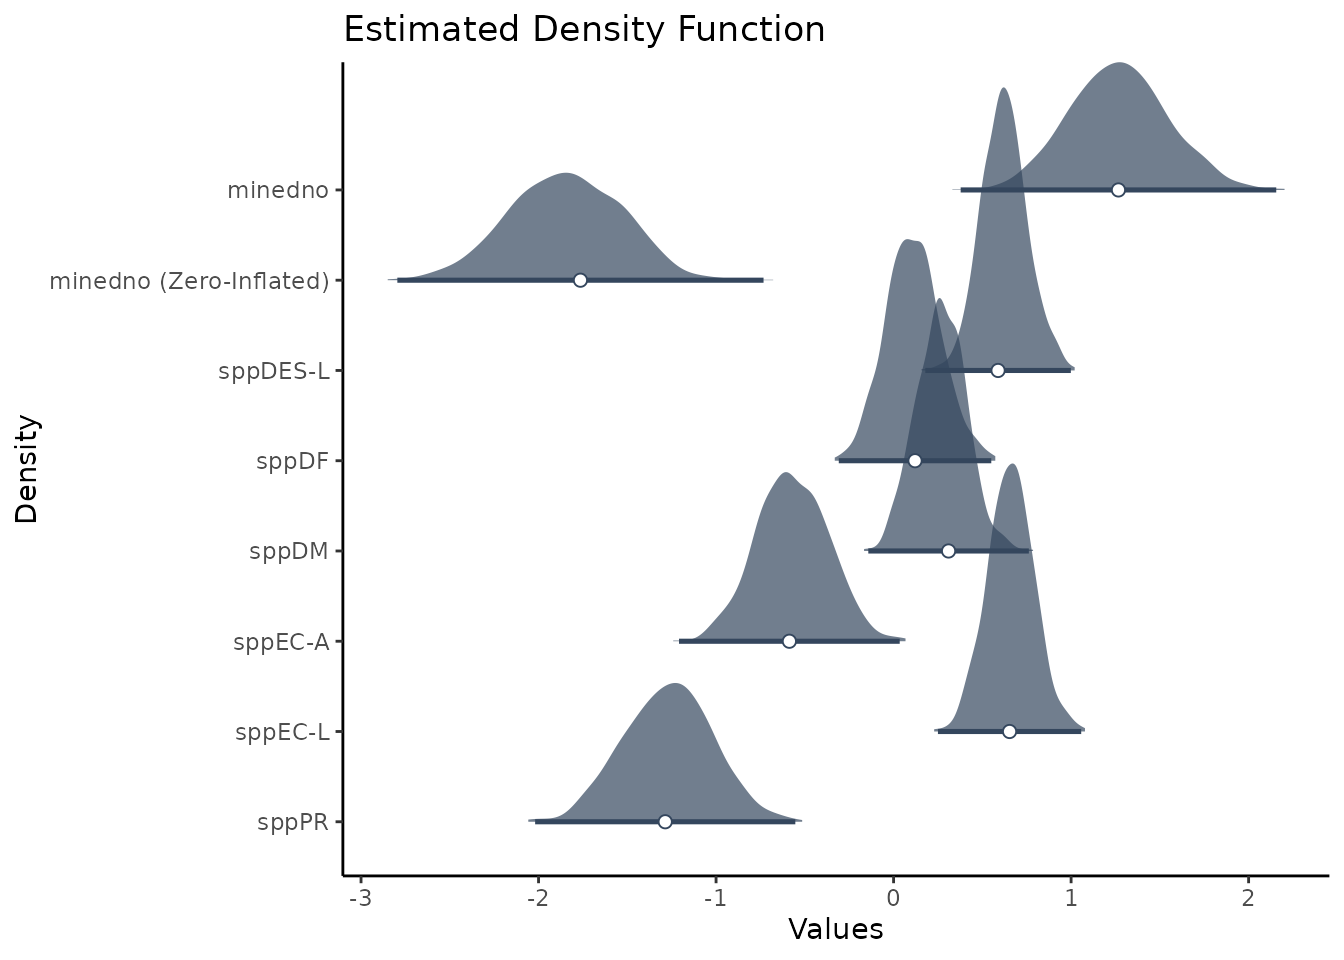 Estimated Density Function
minedno
minedno (Zero-Inflated)
sppDES-L
sppDF
sppDM
sppEC-A
sppEC-L
sppPR
Density
-3 -2 -1 0 1 2
Values